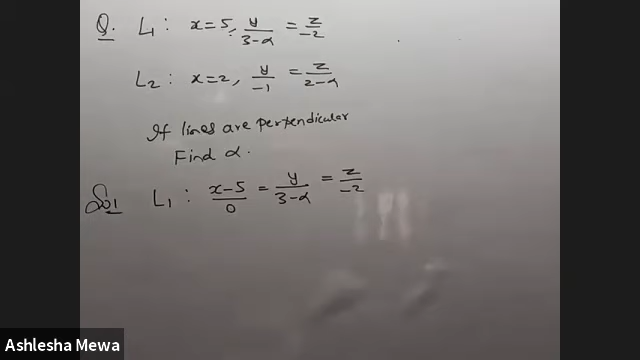 Q. L₁: x=5, y/(3-α) = z/-2
L₂: x=2, y/-1 = z/(2-α)
If lines are perpendicular
Find α.
Sol L₁: (x-5)/0 = y/(3-α) = z/-2
Ashlesha Mewa